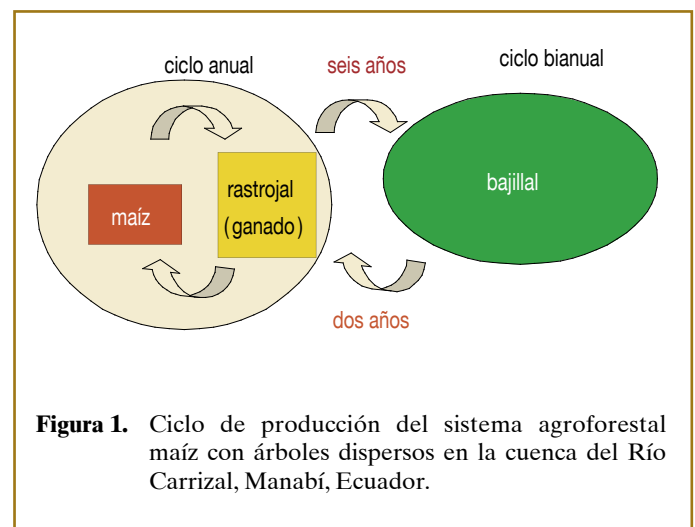 ciclo anual
seis años
ciclo bianual
maíz
rastrojal
(ganado)
bajillal
dos años
Figura 1. Ciclo de producción del sistema agroforestal
maíz con árboles dispersos en la cuenca del Río
Carrizal, Manabí, Ecuador.